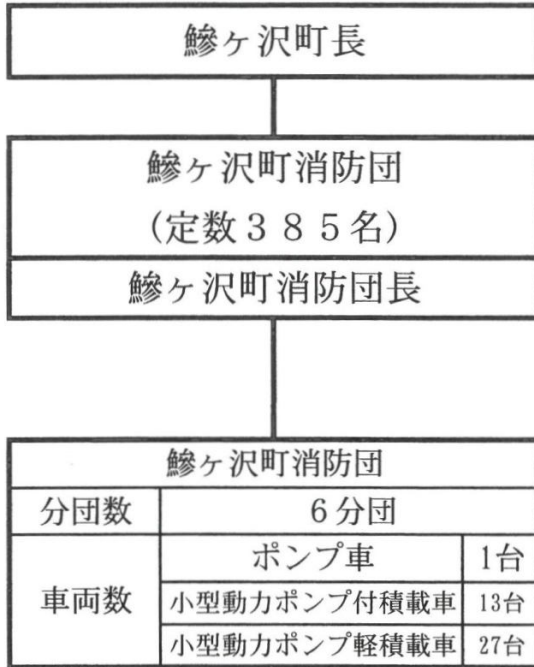 鰺ヶ沢町長
鰺ヶ沢町消防団
(定数３８５名)
鰺ヶ沢町消防団長
鰺ヶ沢町消防団
分団数 6分団
車両数 ポンプ車 1台
小型動力ポンプ付積載車 13台
小型動力ポンプ軽積載車 27台